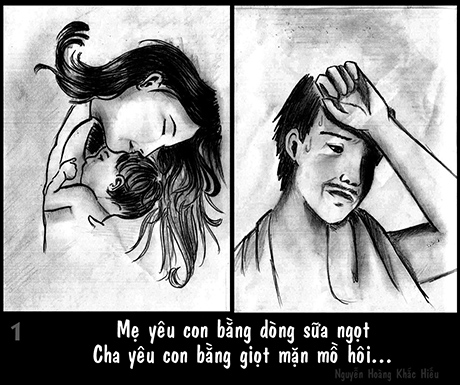 1
Mẹ yêu con bằng dòng sữa ngọt
Cha yêu con bằng giọt mặn mồ hôi...
Nguyễn Hoàng Khắc Hiếu